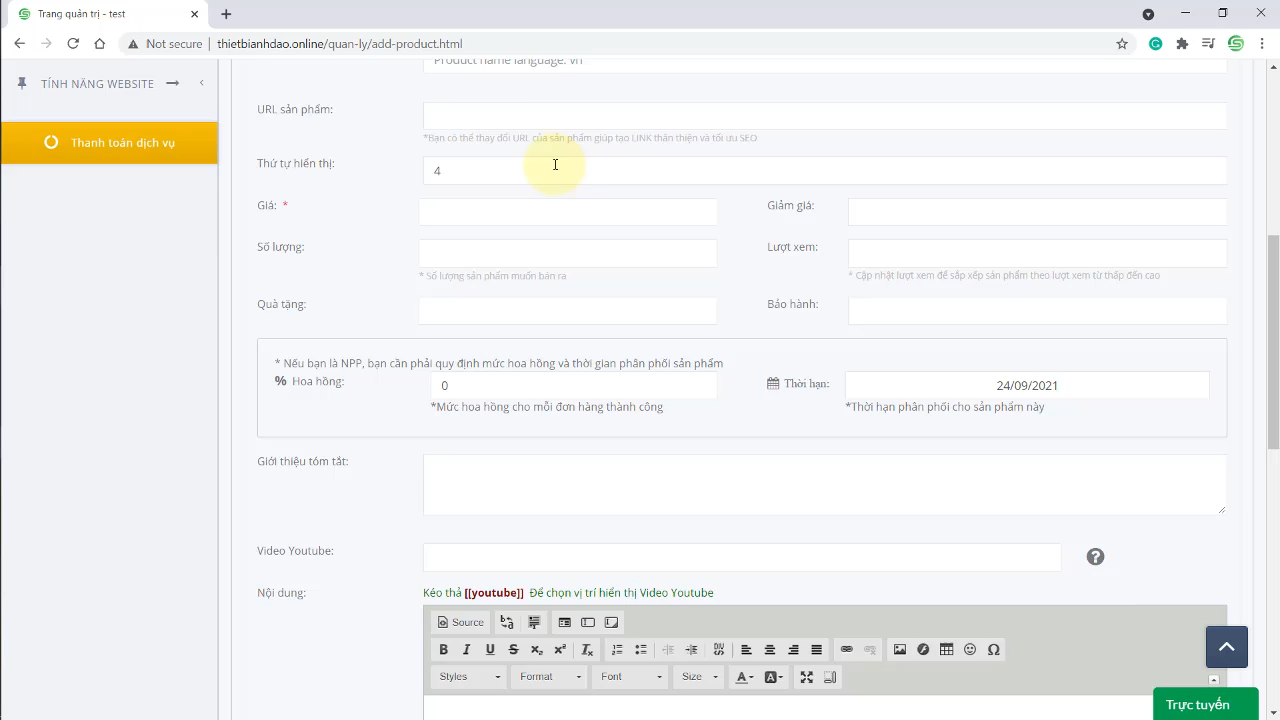 Trang quản trị - test
Not secure
thietbianhdao.online/quan-ly/add-product.html
TÍNH NĂNG WEBSITE
Thanh toán dịch vụ
Product name language: vn
URL sản phẩm:
*Bạn có thể thay đổi URL của sản phẩm giúp tạo LINK thân thiện và tối ưu SEO
Thứ tự hiển thị:
4
Giá: *
Giảm giá:
Số lượng:
Lượt xem:
* Số lượng sản phẩm muốn bán ra
* Cập nhật lượt xem để sắp xếp sản phẩm theo lượt xem từ thấp đến cao
Quà tặng:
Bảo hành:
* Nếu bạn là NPP, bạn cần phải quy định mức hoa hồng và thời gian phân phối sản phẩm
% Hoa hồng:
0
Thời hạn:
24/09/2021
*Mức hoa hồng cho mỗi đơn hàng thành công
*Thời hạn phân phối cho sản phẩm này
Giới thiệu tóm tắt:
Video Youtube:
Nội dung:
Kéo thả [[youtube]] Để chọn vị trí hiển thị Video Youtube
Source
Styles
Format
Font
Size
Trực tuyến